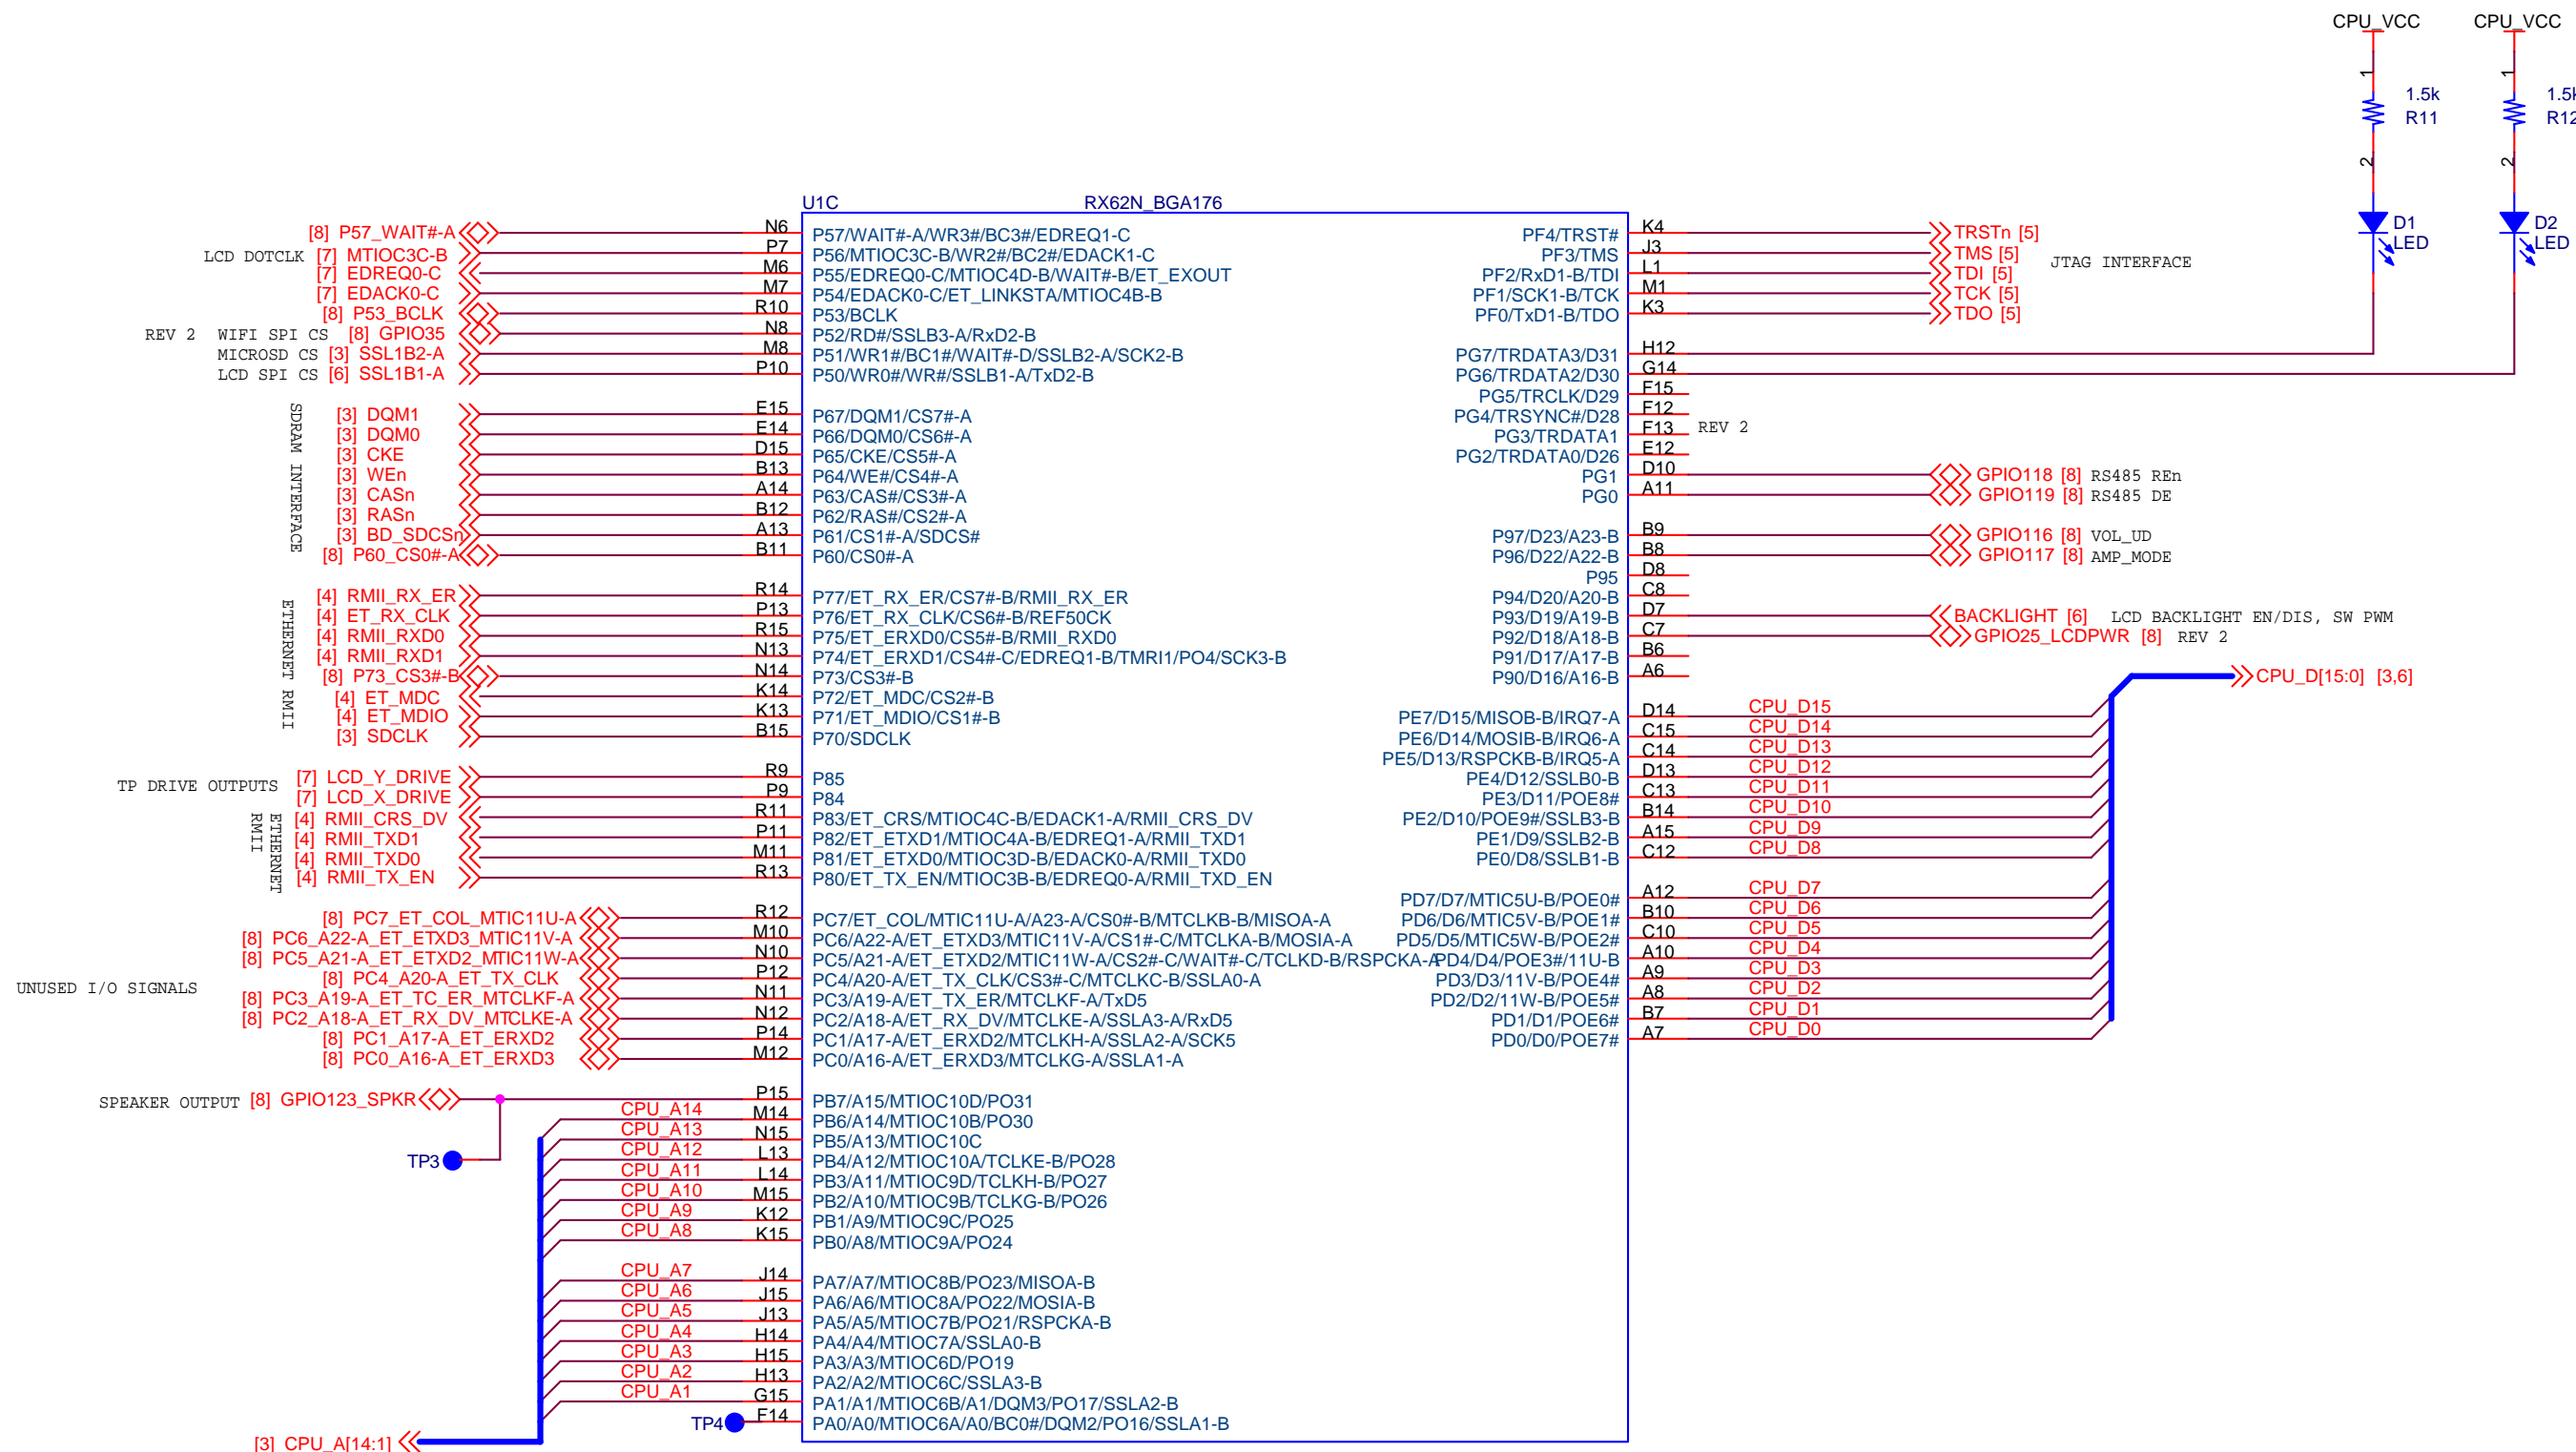 CPU_VCC CPU_VCC
1 1
1.5k 1.5k
R11 R12
2 2
D1 D2
LED LED
U1C RX62N_BGA176
[8] P57_WAIT#-A N6 P57/WAIT#-A/WR3#/BC3#/EDREQ1-C
LCD DOTCLK [7] MTIOC3C-B P7 P56/MTIOC3C-B/WR2#/BC2#/EDACK1-C
[7] EDREQ0-C M6 P55/EDREQ0-C/MTIOC4D-B/WAIT#-B/ET_EXOUT
[7] EDACK0-C M7 P54/EDACK0-C/ET_LINKSTA/MTIOC4B-B
[8] P53_BCLK R10 P53/BCLK
REV 2 WIFI SPI CS [8] GPIO35 N8 P52/RD#/SSLB3-A/RxD2-B
MICROSD CS [3] SSL1B2-A M8 P51/WR1#/BC1#/WAIT#-D/SSLB2-A/SCK2-B
LCD SPI CS [6] SSL1B1-A P10 P50/WR0#/WR#/SSLB1-A/TxD2-B
SDRAM INTERFACE
[3] DQM1 E15 P67/DQM1/CS7#-A
[3] DQM0 E14 P66/DQM0/CS6#-A
[3] CKE D15 P65/CKE/CS5#-A
[3] WEn B13 P64/WE#/CS4#-A
[3] CASn A14 P63/CAS#/CS3#-A
[3] RASn B12 P62/RAS#/CS2#-A
[3] BD_SDCSn A13 P61/CS1#-A/SDCS#
[8] P60_CS0#-A B11 P60/CS0#-A
ETHERNET RMII
[4] RMII_RX_ER R14 P77/ET_RX_ER/CS7#-B/RMII_RX_ER
[4] ET_RX_CLK P13 P76/ET_RX_CLK/CS6#-B/REF50CK
[4] RMII_RXD0 R15 P75/ET_ERXD0/CS5#-B/RMII_RXD0
[4] RMII_RXD1 N13 P74/ET_ERXD1/CS4#-C/EDREQ1-B/TMRI1/PO4/SCK3-B
[8] P73_CS3#-B N14 P73/CS3#-B
[4] ET_MDC K14 P72/ET_MDC/CS2#-B
[4] ET_MDIO K13 P71/ET_MDIO/CS1#-B
[3] SDCLK B15 P70/SDCLK
TP DRIVE OUTPUTS
[7] LCD_Y_DRIVE R9 P85
[7] LCD_X_DRIVE P9 P84
ETHERNET
RMII
[4] RMII_CRS_DV R11 P83/ET_CRS/MTIOC4C-B/EDACK1-A/RMII_CRS_DV
[4] RMII_TXD1 P11 P82/ET_ETXD1/MTIOC4A-B/EDREQ1-A/RMII_TXD1
[4] RMII_TXD0 M11 P81/ET_ETXD0/MTIOC3D-B/EDACK0-A/RMII_TXD0
[4] RMII_TX_EN R13 P80/ET_TX_EN/MTIOC3B-B/EDREQ0-A/RMII_TXD_EN
UNUSED I/O SIGNALS
[8] PC7_ET_COL_MTIC11U-A R12 PC7/ET_COL/MTIC11U-A/A23-A/CS0#-B/MTCLKB-B/MISOA-A
[8] PC6_A22-A_ET_ETXD3_MTIC11V-A M10 PC6/A22-A/ET_ETXD3/MTIC11V-A/CS1#-C/MTCLKA-B/MOSIA-A
[8] PC5_A21-A_ET_ETXD2_MTIC11W-A N10 PC5/A21-A/ET_ETXD2/MTIC11W-A/CS2#-C/WAIT#-C/TCLKD-B/RSPCKA-A
[8] PC4_A20-A_ET_TX_CLK P12 PC4/A20-A/ET_TX_CLK/CS3#-C/MTCLKC-B/SSLA0-A
[8] PC3_A19-A_ET_TC_ER_MTCLKF-A N11 PC3/A19-A/ET_TX_ER/MTCLKF-A/TxD5
[8] PC2_A18-A_ET_RX_DV_MTCLKE-A N12 PC2/A18-A/ET_RX_DV/MTCLKE-A/SSLA3-A/RxD5
[8] PC1_A17-A_ET_ERXD2 P14 PC1/A17-A/ET_ERXD2/MTCLKH-A/SSLA2-A/SCK5
[8] PC0_A16-A_ET_ERXD3 M12 PC0/A16-A/ET_ERXD3/MTCLKG-A/SSLA1-A
SPEAKER OUTPUT [8] GPIO123_SPKR P15 PB7/A15/MTIOC10D/PO31
CPU_A14 M14 PB6/A14/MTIOC10B/PO30
CPU_A13 N15 PB5/A13/MTIOC10C
TP3 CPU_A12 L13 PB4/A12/MTIOC10A/TCLKE-B/PO28
CPU_A11 L14 PB3/A11/MTIOC9D/TCLKH-B/PO27
CPU_A10 M15 PB2/A10/MTIOC9B/TCLKG-B/PO26
CPU_A9 K12 PB1/A9/MTIOC9C/PO25
CPU_A8 K15 PB0/A8/MTIOC9A/PO24
CPU_A7 J14 PA7/A7/MTIOC8B/PO23/MISOA-B
CPU_A6 J15 PA6/A6/MTIOC8A/PO22/MOSIA-B
CPU_A5 J13 PA5/A5/MTIOC7B/PO21/RSPCKA-B
CPU_A4 H14 PA4/A4/MTIOC7A/SSLA0-B
CPU_A3 H15 PA3/A3/MTIOC6D/PO19
CPU_A2 H13 PA2/A2/MTIOC6C/SSLA3-B
CPU_A1 G15 PA1/A1/MTIOC6B/A1/DQM3/PO17/SSLA2-B
TP4 F14 PA0/A0/MTIOC6A/A0/BC0#/DQM2/PO16/SSLA1-B
[3] CPU_A[14:1]
PF4/TRST# K4 TRSTn [5]
PF3/TMS J3 TMS [5]
JTAG INTERFACE
PF2/RxD1-B/TDI L1 TDI [5]
PF1/SCK1-B/TCK M1 TCK [5]
PF0/TxD1-B/TDO K3 TDO [5]
PG7/TRDATA3/D31 H12
PG6/TRDATA2/D30 G14
PG5/TRCLK/D29 F15
PG4/TRSYNC#/D28 F12
PG3/TRDATA1 F13 REV 2
PG2/TRDATA0/D26 E12
PG1 D10 GPIO118 [8] RS485 REn
PG0 A11 GPIO119 [8] RS485 DE
P97/D23/A23-B B9 GPIO116 [8] VOL_UD
P96/D22/A22-B B8 GPIO117 [8] AMP_MODE
P95 D8
P94/D20/A20-B C8
P93/D19/A19-B D7 BACKLIGHT [6] LCD BACKLIGHT EN/DIS, SW PWM
P92/D18/A18-B C7 GPIO25_LCDPWR [8] REV 2
P91/D17/A17-B B6
P90/D16/A16-B A6
CPU_D[15:0] [3,6]
PE7/D15/MISOB-B/IRQ7-A D14 CPU_D15
PE6/D14/MOSIB-B/IRQ6-A C15 CPU_D14
PE5/D13/RSPCKB-B/IRQ5-A C14 CPU_D13
PE4/D12/SSLB0-B D13 CPU_D12
PE3/D11/POE8# C13 CPU_D11
PE2/D10/POE9#/SSLB3-B B14 CPU_D10
PE1/D9/SSLB2-B A15 CPU_D9
PE0/D8/SSLB1-B C12 CPU_D8
PD7/D7/MTIC5U-B/POE0# A12 CPU_D7
PD6/D6/MTIC5V-B/POE1# B10 CPU_D6
PD5/D5/MTIC5W-B/POE2# C10 CPU_D5
PD4/D4/POE3#/11U-B A10 CPU_D4
PD3/D3/11V-B/POE4# A9 CPU_D3
PD2/D2/11W-B/POE5# A8 CPU_D2
PD1/D1/POE6# B7 CPU_D1
PD0/D0/POE7# A7 CPU_D0